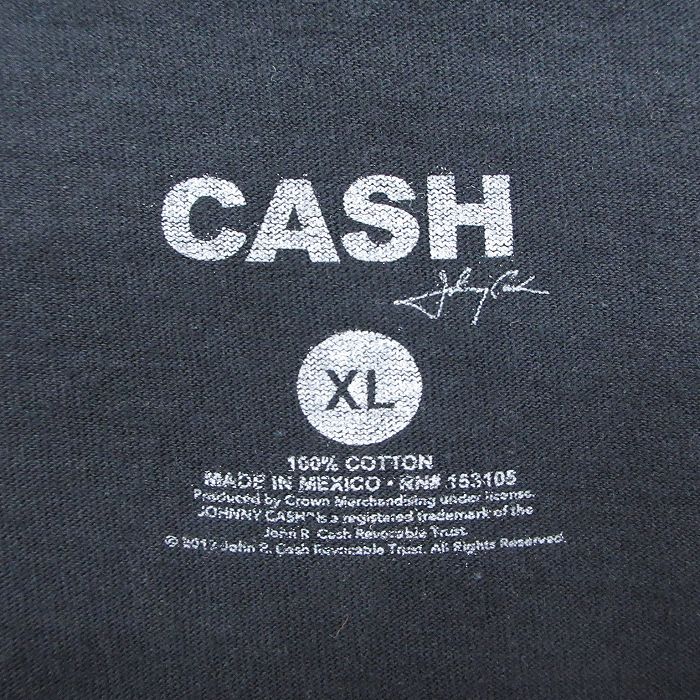 CASH
Johnny Cash
XL
100% COTTON
MADE IN MEXICO • RN# 153105
Produced by Crown Merchandising under license.
JOHNNY CASH™ is a registered trademark of the
John R. Cash Revocable Trust.
© 2017 John R. Cash Revocable Trust. All Rights Reserved.